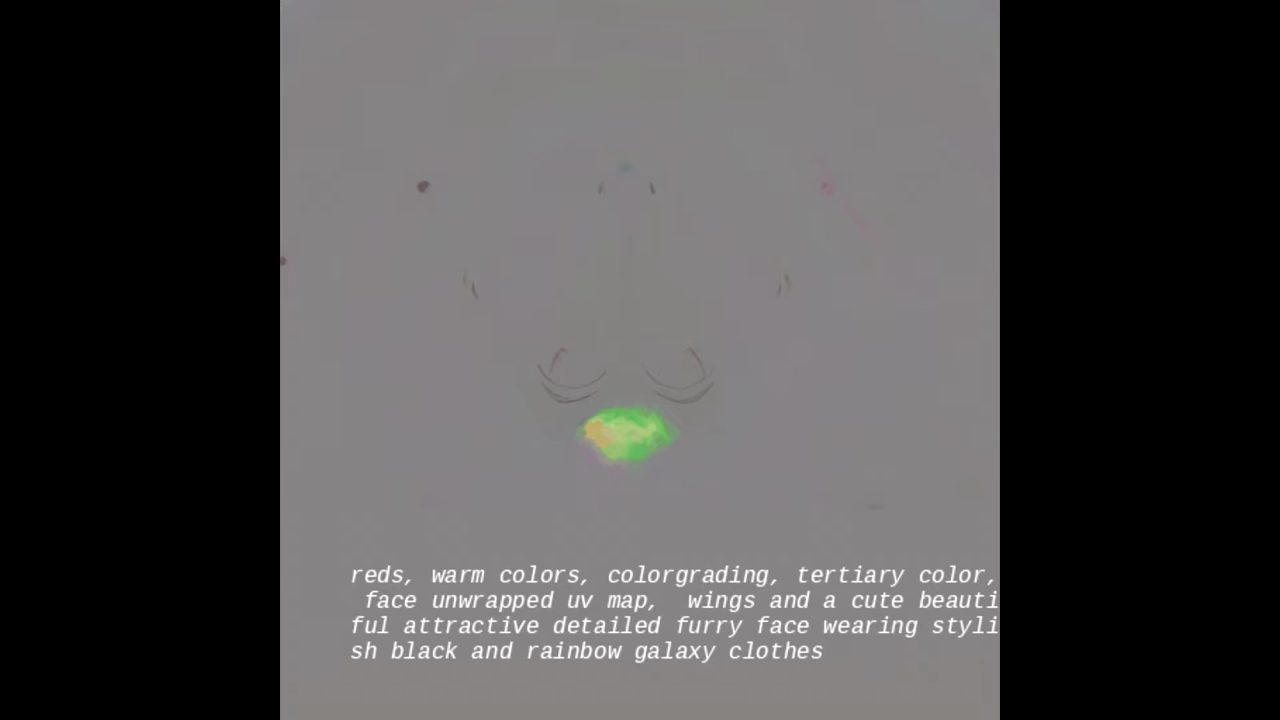 reds, warm colors, colorgrading, tertiary color,
face unwrapped uv map,  wings and a cute beauti
ful attractive detailed furry face wearing styli
sh black and rainbow galaxy clothes